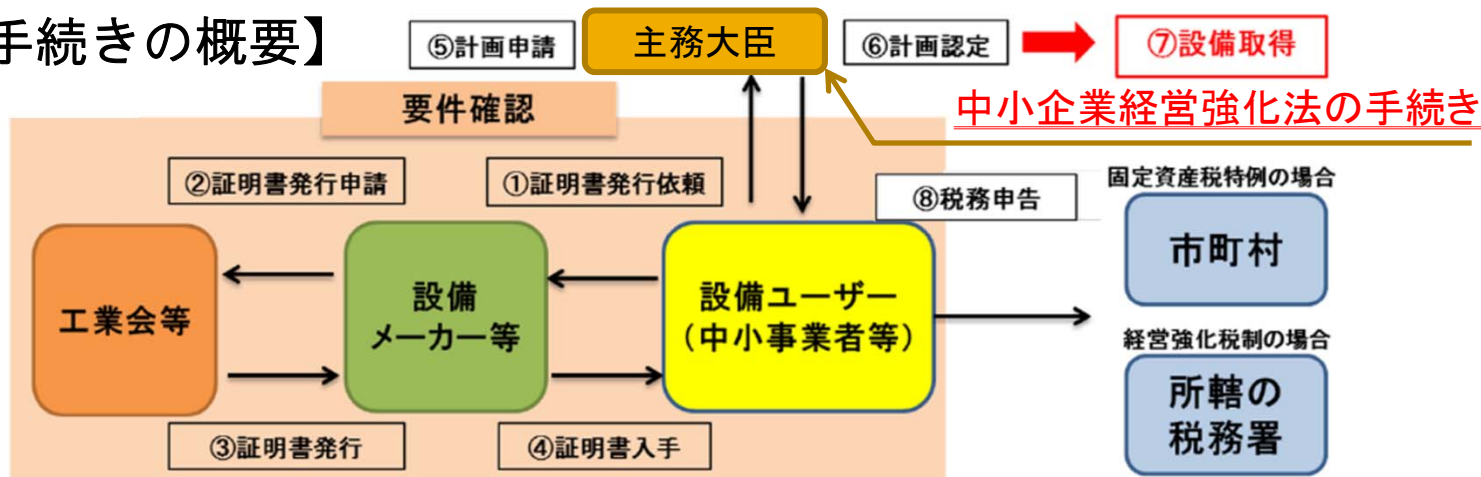 手続きの概要】
⑤計画申請
主務大臣
⑥計画認定
⑦設備取得
要件確認
中小企業経営強化法の手続き
②証明書発行申請
①証明書発行依頼
⑧税務申告
固定資産税特例の場合
市町村
工業会等
設備
メーカー等
設備ユーザー
（中小事業者等）
経営強化税制の場合
所轄の
税務署
③証明書発行
④証明書入手